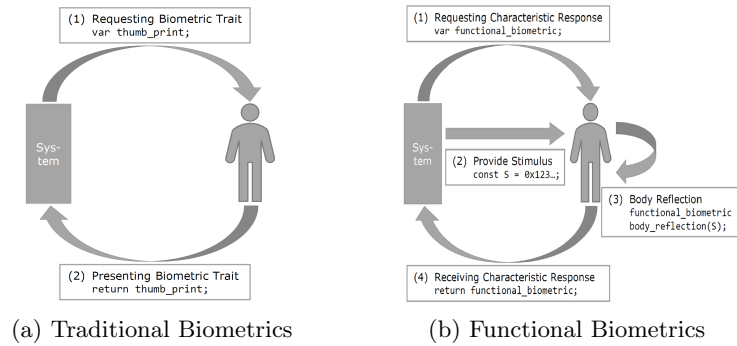 (1) Requesting Biometric Trait
var thumb_print;
Sys-
tem
(2) Presenting Biometric Trait
return thumb_print;
(a) Traditional Biometrics
(1) Requesting Characteristic Response
var functional_biometric;
Sys-
tem
(2) Provide Stimulus
const S = 0x123…;
(3) Body Reflection
functional_biometric
body_reflection(S);
(4) Receiving Characteristic Response
return functional_biometric;
(b) Functional Biometrics